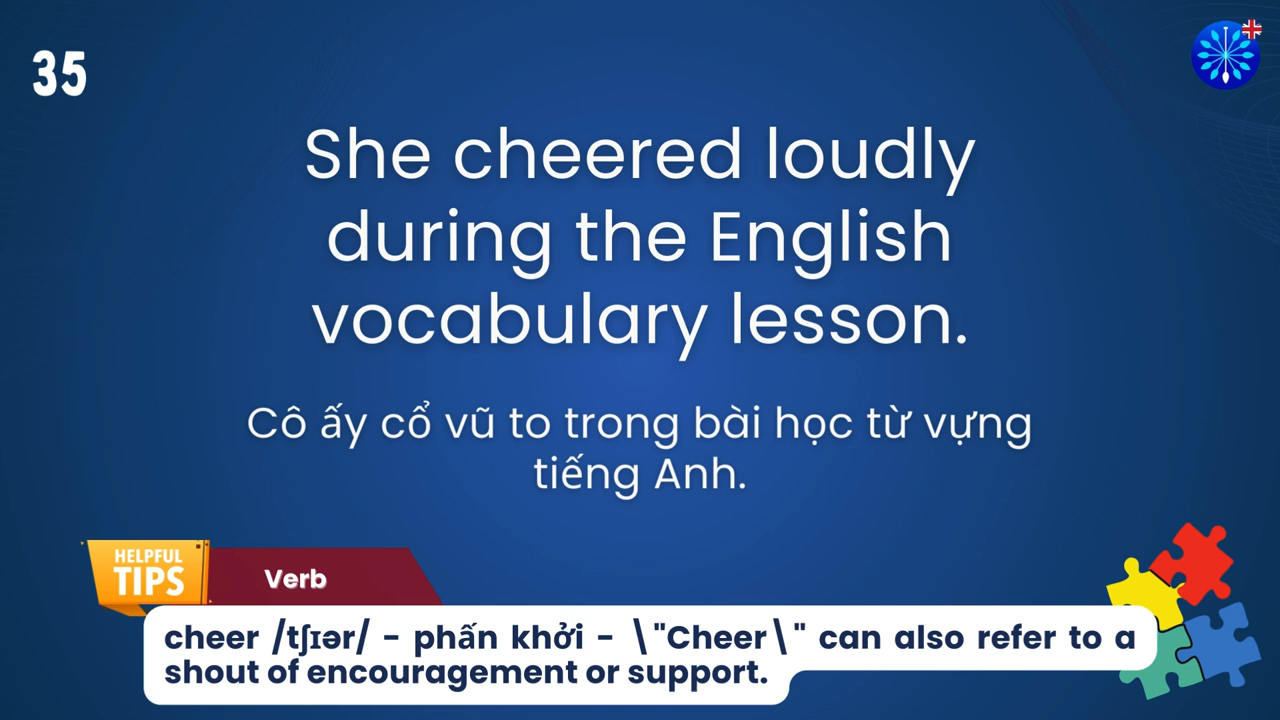 35
She cheered loudly
during the English
vocabulary lesson.
Cô ấy cổ vũ to trong bài học từ vựng
tiếng Anh.
HELPFUL
TIPS
Verb
cheer /tʃɪər/ - phấn khởi - \"Cheer\" can also refer to a
shout of encouragement or support.